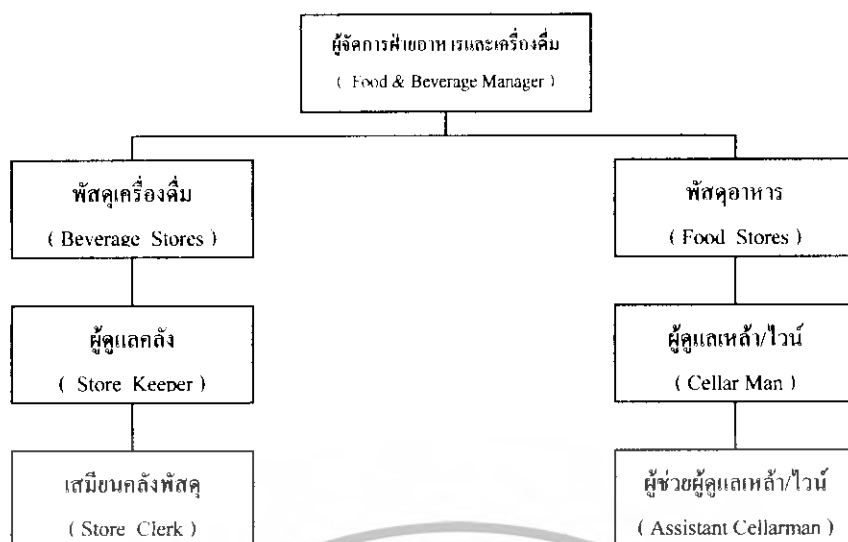 ผู้จัดการฝ่ายอาหารและเครื่องดื่ม
( Food & Beverage Manager )
พัสดุเครื่องดื่ม
( Beverage Stores )
พัสดุอาหาร
( Food Stores )
ผู้ดูแลคลัง
( Store Keeper )
ผู้ดูแลเหล้า/ไวน์
( Cellar Man )
เสมียนคลังพัสดุ
( Store Clerk )
ผู้ช่วยผู้ดูแลเหล้า/ไวน์
( Assistant Cellarman )